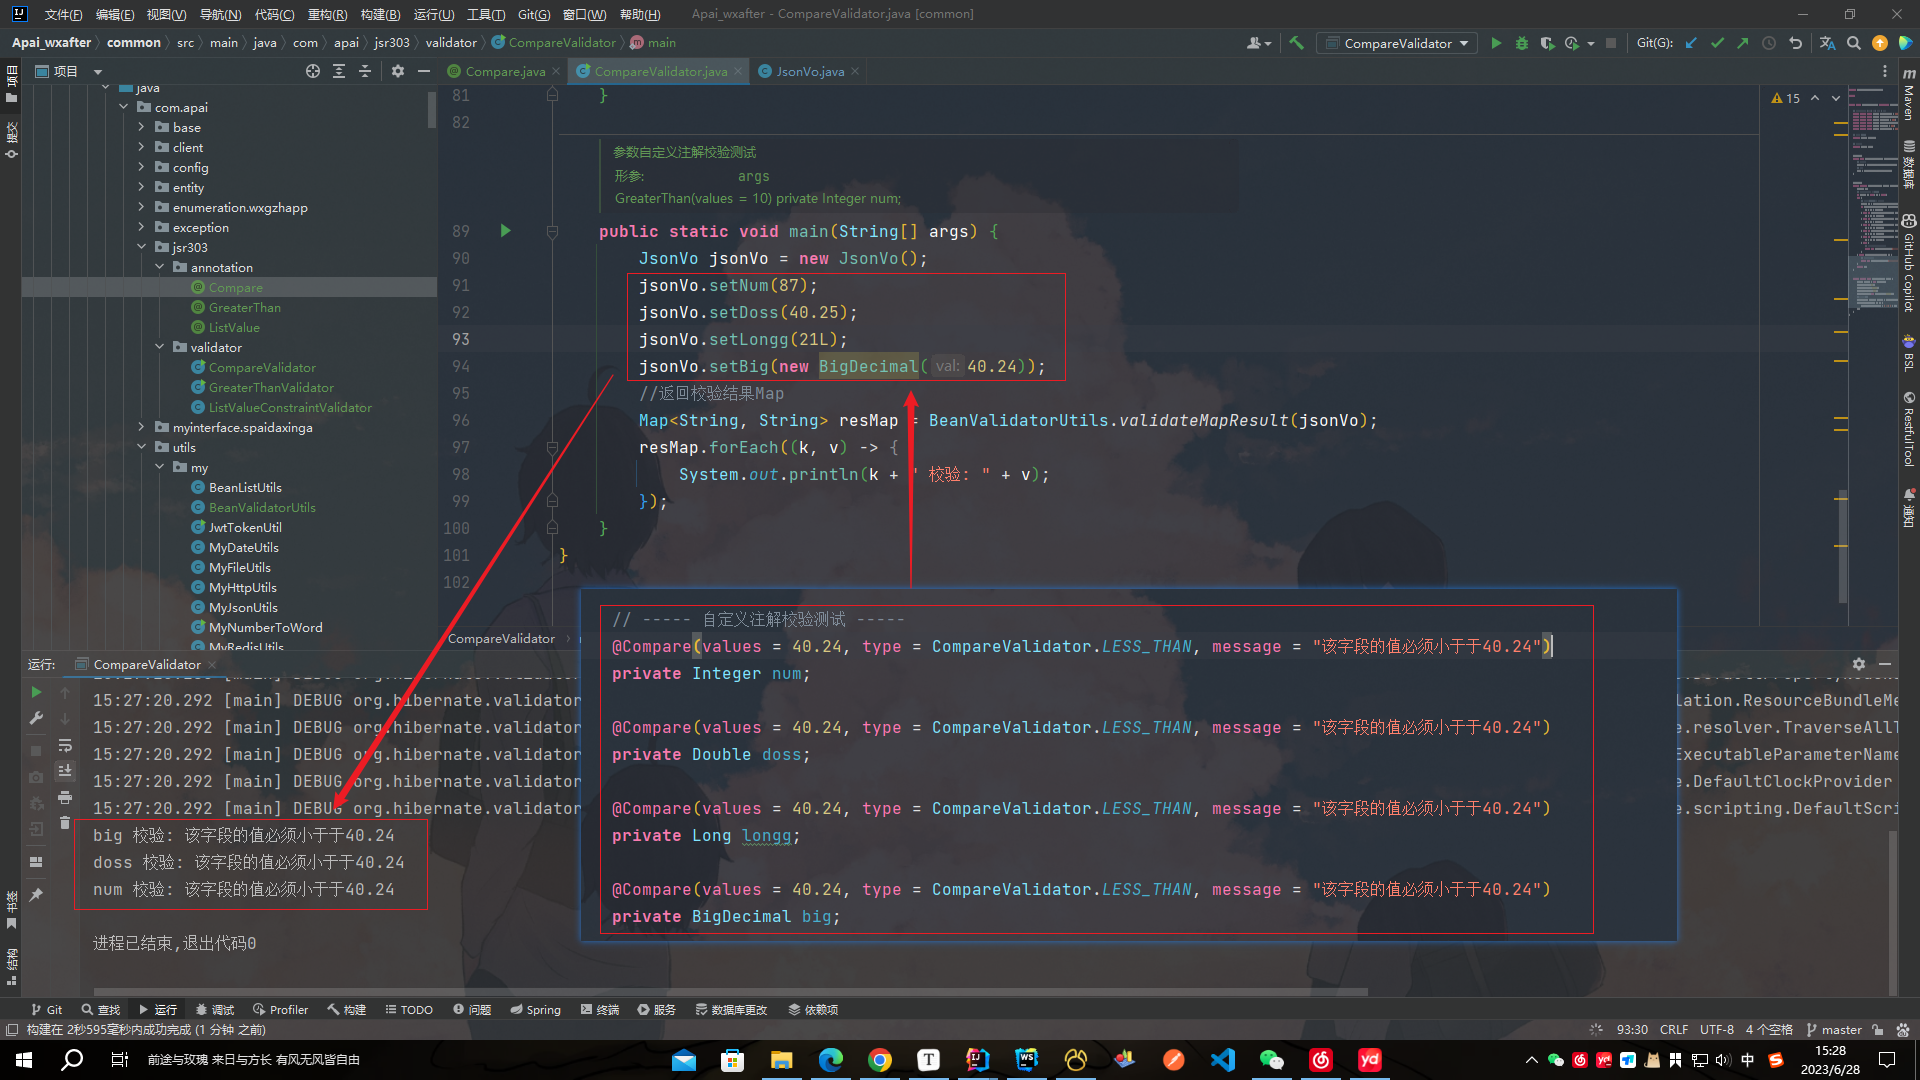 文件(F) 编辑(E) 视图(V) 导航(N) 代码(C) 重构(R) 构建(B) 运行(U) 工具(T) Git(G) 窗口(W) 帮助(H) Apai_wxafter - CompareValidator.java [common]
Apai_wxafter common src main java com apai jsr303 validator CompareValidator main
CompareValidator Git(G):
项目
Compare.java CompareValidator.java JsonVo.java
java
com.apai
base
client
config
entity
enumeration.wxgzhapp
exception
jsr303
annotation
Compare
GreaterThan
ListValue
validator
CompareValidator
GreaterThanValidator
ListValueConstraintValidator
myinterface.spaidaxinga
utils
my
BeanListUtils
BeanValidatorUtils
JwtTokenUtil
MyDateUtils
MyFileUtils
MyHttpUtils
MyJsonUtils
MyNumberToWord
MyRedisUtils
项目
提交
书签
结构
15
81 }
82
参数自定义注解校验测试
形参: args
GreaterThan(values = 10) private Integer num;
89 public static void main(String[] args) {
90 JsonVo jsonVo = new JsonVo();
91 jsonVo.setNum(87);
92 jsonVo.setDoss(40.25);
93 jsonVo.setLongg(21L);
94 jsonVo.setBig(new BigDecimal( val: 40.24));
95 //返回校验结果Map
96 Map<String, String> resMap = BeanValidatorUtils.validateMapResult(jsonVo);
97 resMap.forEach((k, v) -> {
98 System.out.println(k + " 校验: " + v);
99 });
100 }
101 }
102
CompareValidator
m Maven
数据库
GitHub Copilot
BSL
RestfulTool
通知
// ----- 自定义注解校验测试 -----
@Compare(values = 40.24, type = CompareValidator.LESS_THAN, message = "该字段的值必须小于于40.24")
private Integer num;
@Compare(values = 40.24, type = CompareValidator.LESS_THAN, message = "该字段的值必须小于于40.24")
private Double doss;
@Compare(values = 40.24, type = CompareValidator.LESS_THAN, message = "该字段的值必须小于于40.24")
private Long longg;
@Compare(values = 40.24, type = CompareValidator.LESS_THAN, message = "该字段的值必须小于于40.24")
private BigDecimal big;
运行: CompareValidator
15:27:20.292 [main] DEBUG org.hibernate.validator
lation.ResourceBundleMe
15:27:20.292 [main] DEBUG org.hibernate.validator
e.resolver.TraverseAllT
15:27:20.292 [main] DEBUG org.hibernate.validator
ExecutableParameterName
15:27:20.292 [main] DEBUG org.hibernate.validator
e.DefaultClockProvider
15:27:20.292 [main] DEBUG org.hibernate.validator
e.scripting.DefaultScri
big 校验: 该字段的值必须小于于40.24
doss 校验: 该字段的值必须小于于40.24
num 校验: 该字段的值必须小于于40.24
进程已结束,退出代码0
Git 查找 运行 调试 Profiler 构建 TODO 问题 Spring 终端 服务 数据库更改 依赖项
构建在 2秒595毫秒内成功完成 (1 分钟 之前) 93:30 CRLF UTF-8 4 个空格 master
前途与玫瑰 来日与方长 有风无风皆自由
中
15:28
2023/6/28